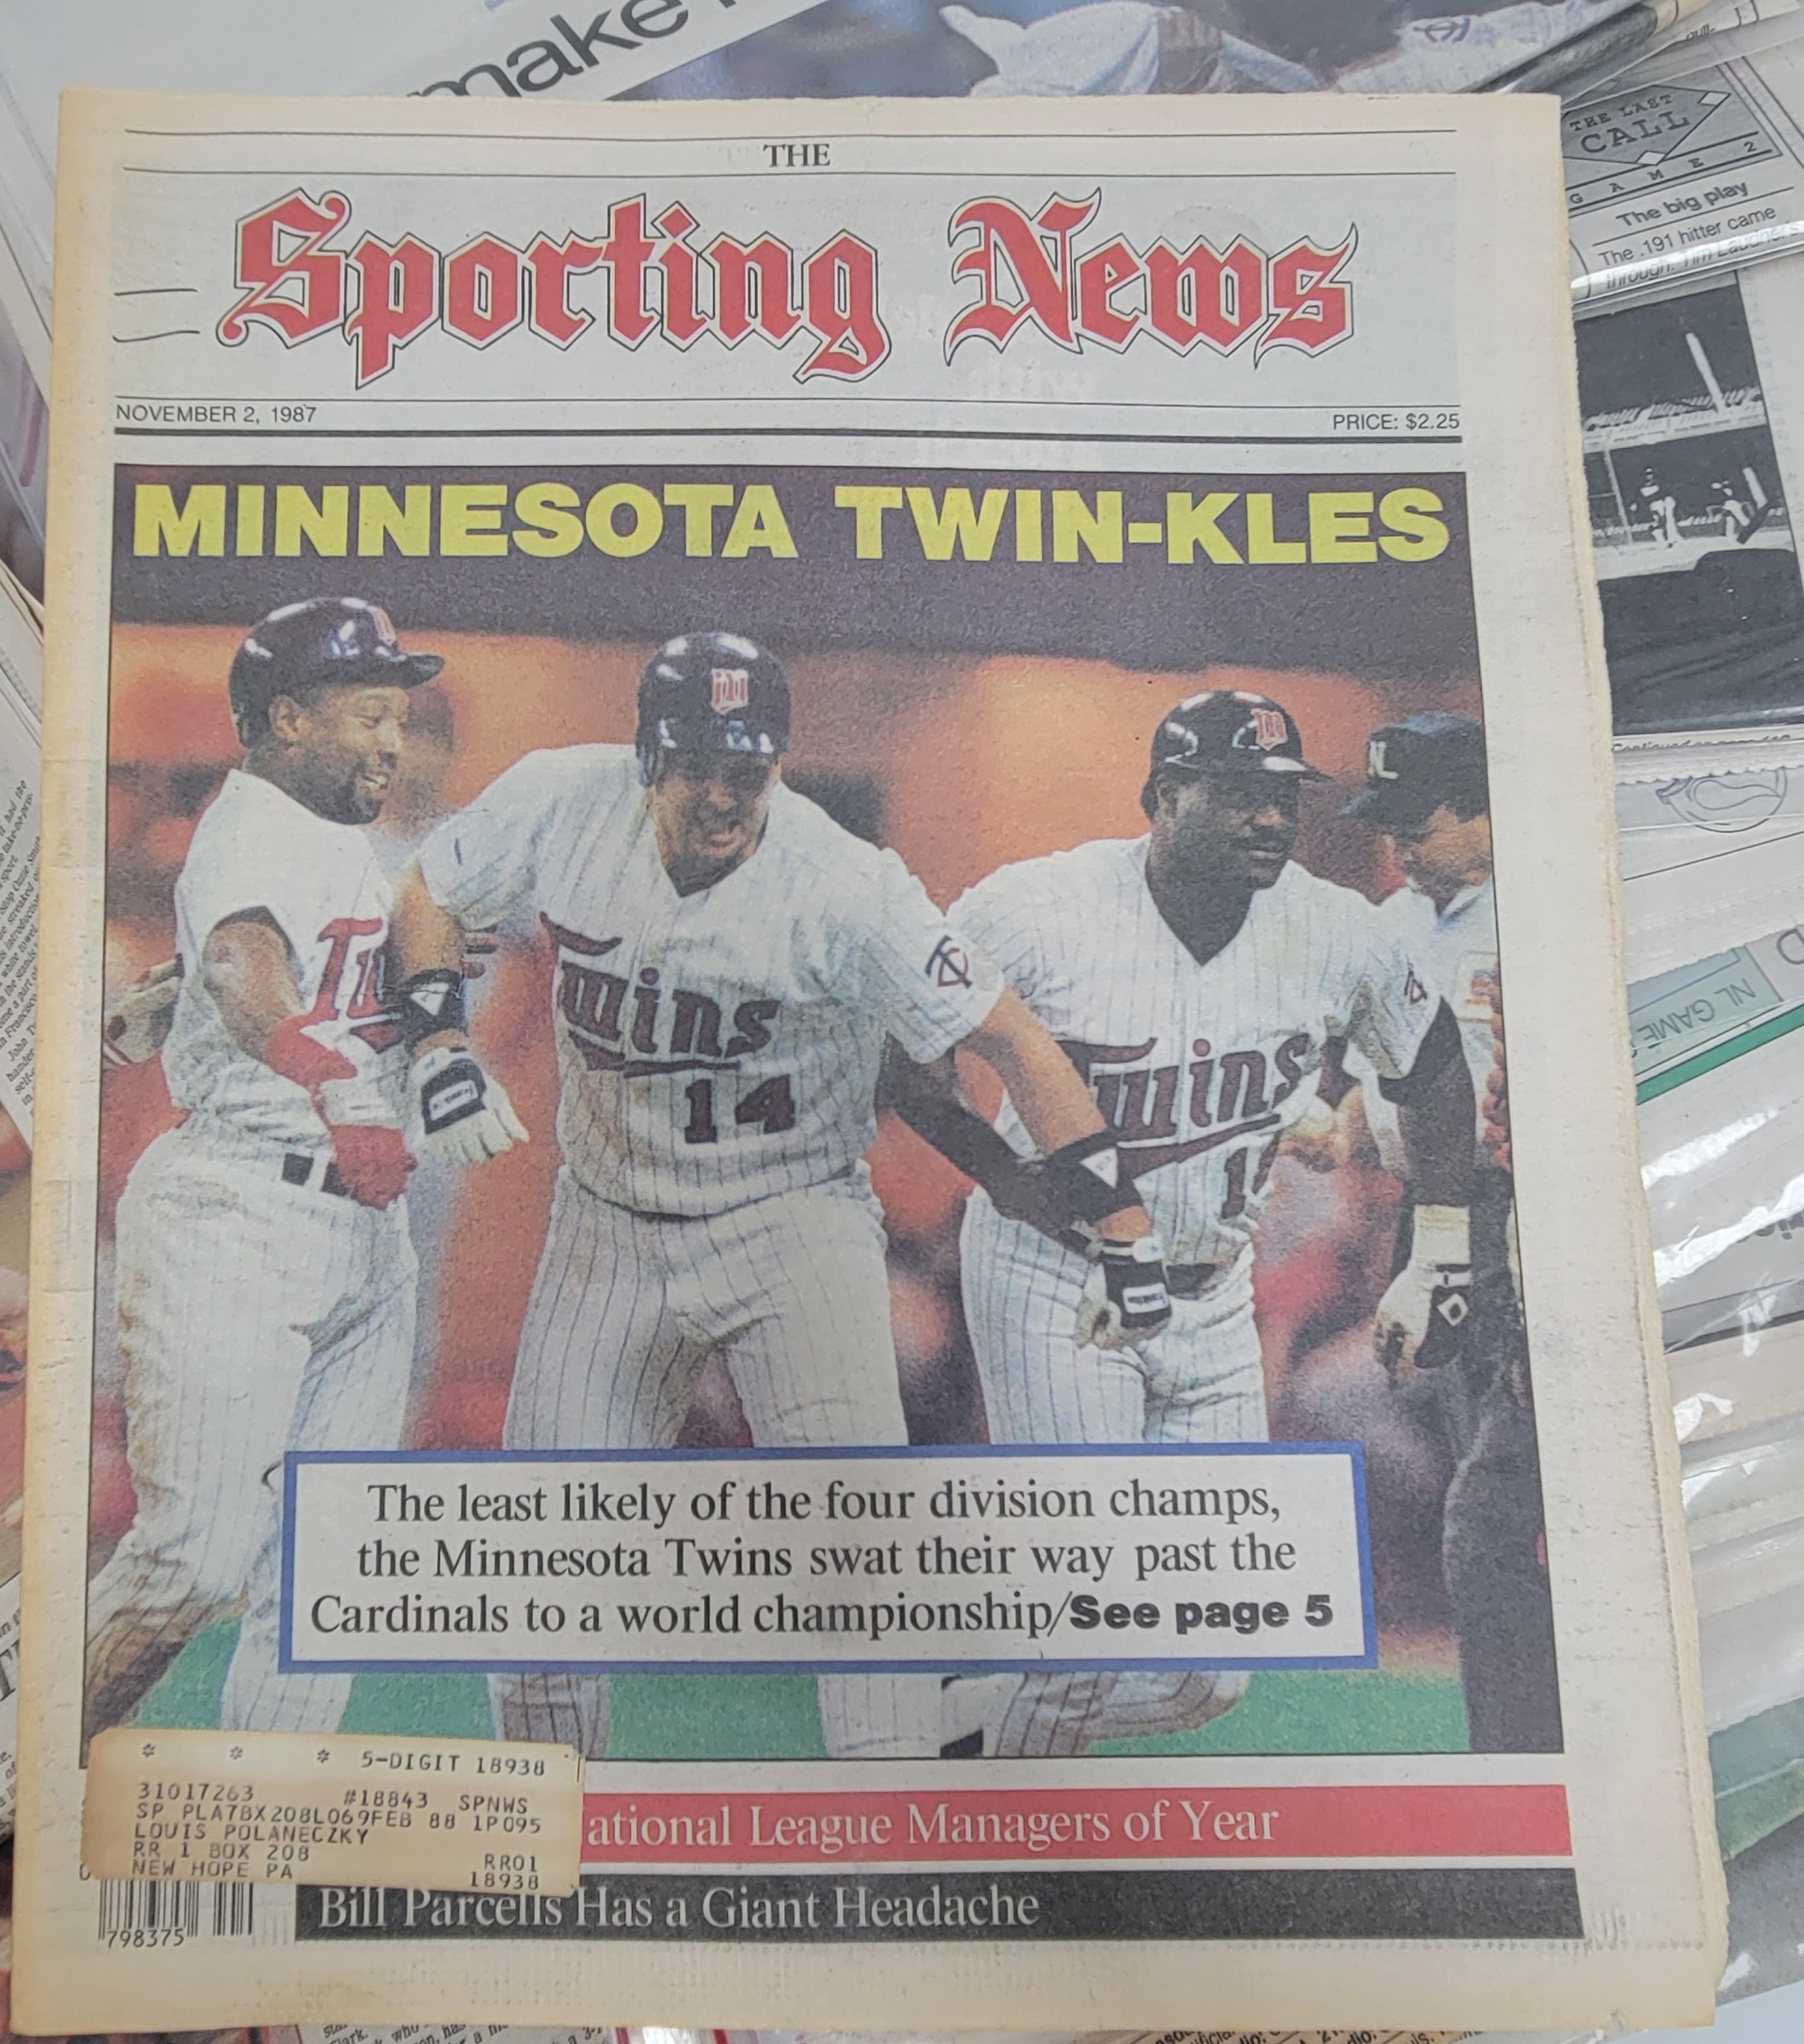 make
THE LAST
CALL
GAME 2
The big play
The .191 hitter came
through. Tim Laudner's
THE
Sporting News
NOVEMBER 2, 1987
PRICE: $2.25
MINNESOTA TWIN-KLES
Twins
14
Twins
NL GAME
The least likely of the four division champs,
the Minnesota Twins swat their way past the
Cardinals to a world championship/See page 5
* * * 5-DIGIT 18938
31017263 #18843 SPNWS
SP PLA7BX208L069FEB 88 1P095
LOUIS POLANECZKY
RR 1 BOX 208 RR01
NEW HOPE PA 18938
ational League Managers of Year
Bill Parcells Has a Giant Headache
798375